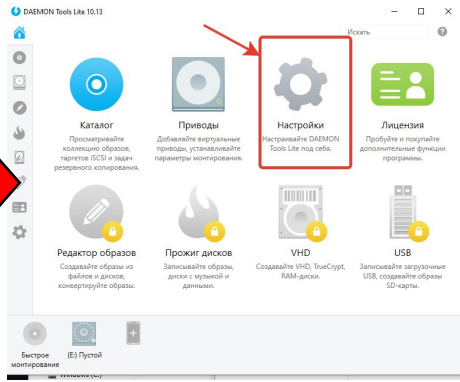 DAEMON Tools Lite 10.13
Искать
Каталог
Просматривайте
коллекцию образов,
таргетов iSCSI и задач
резервного копирования.
Приводы
Добавляйте виртуальные
приводы, устанавливайте
параметры монтирования.
Настройки
Настраивайте DAEMON
Tools Lite под себя.
Лицензия
Пробуйте и покупайте
дополнительные функции
программы.
Редактор образов
Создавайте образы из
файлов и дисков,
конвертируйте образы.
Прожиг дисков
Записывайте образы,
диски с музыкой и
данными.
VHD
Создавайте VHD, TrueCrypt,
RAM-диски.
USB
Записывайте загрузочные
USB, создавайте образы
SD-карты.
Быстрое
монтирование
(E:) Пустой
Windows (C:)